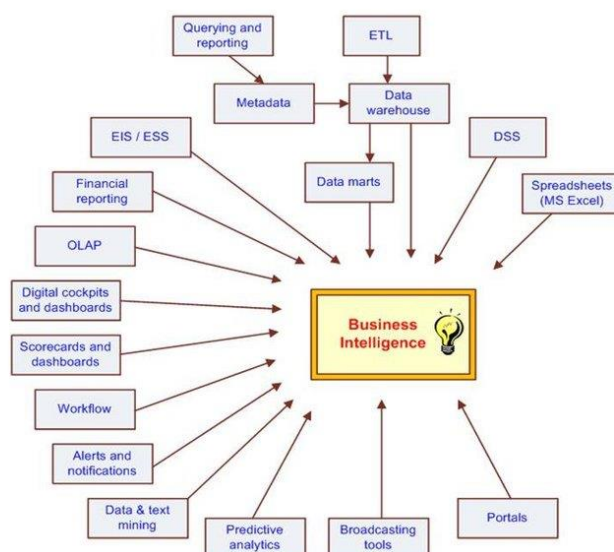 Querying and
reporting
ETL
Metadata
Data
warehouse
EIS / ESS
DSS
Data marts
Financial
reporting
Spreadsheets
(MS Excel)
OLAP
Digital cockpits
and dashboards
Business
Intelligence
Scorecards and
dashboards
Workflow
Alerts and
notifications
Data & text
mining
Predictive
analytics
Broadcasting
tools
Portals